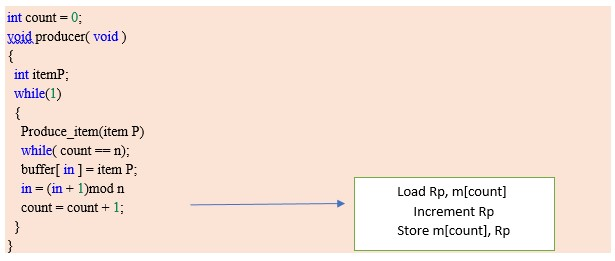 int count = 0;
void producer( void )
{
int itemP;
while(1)
{
Produce_item(item P)
while( count == n);
buffer[ in ] = item P;
in = (in + 1)mod n
count = count + 1;
}
}
Load Rp, m[count]
Increment Rp
Store m[count], Rp